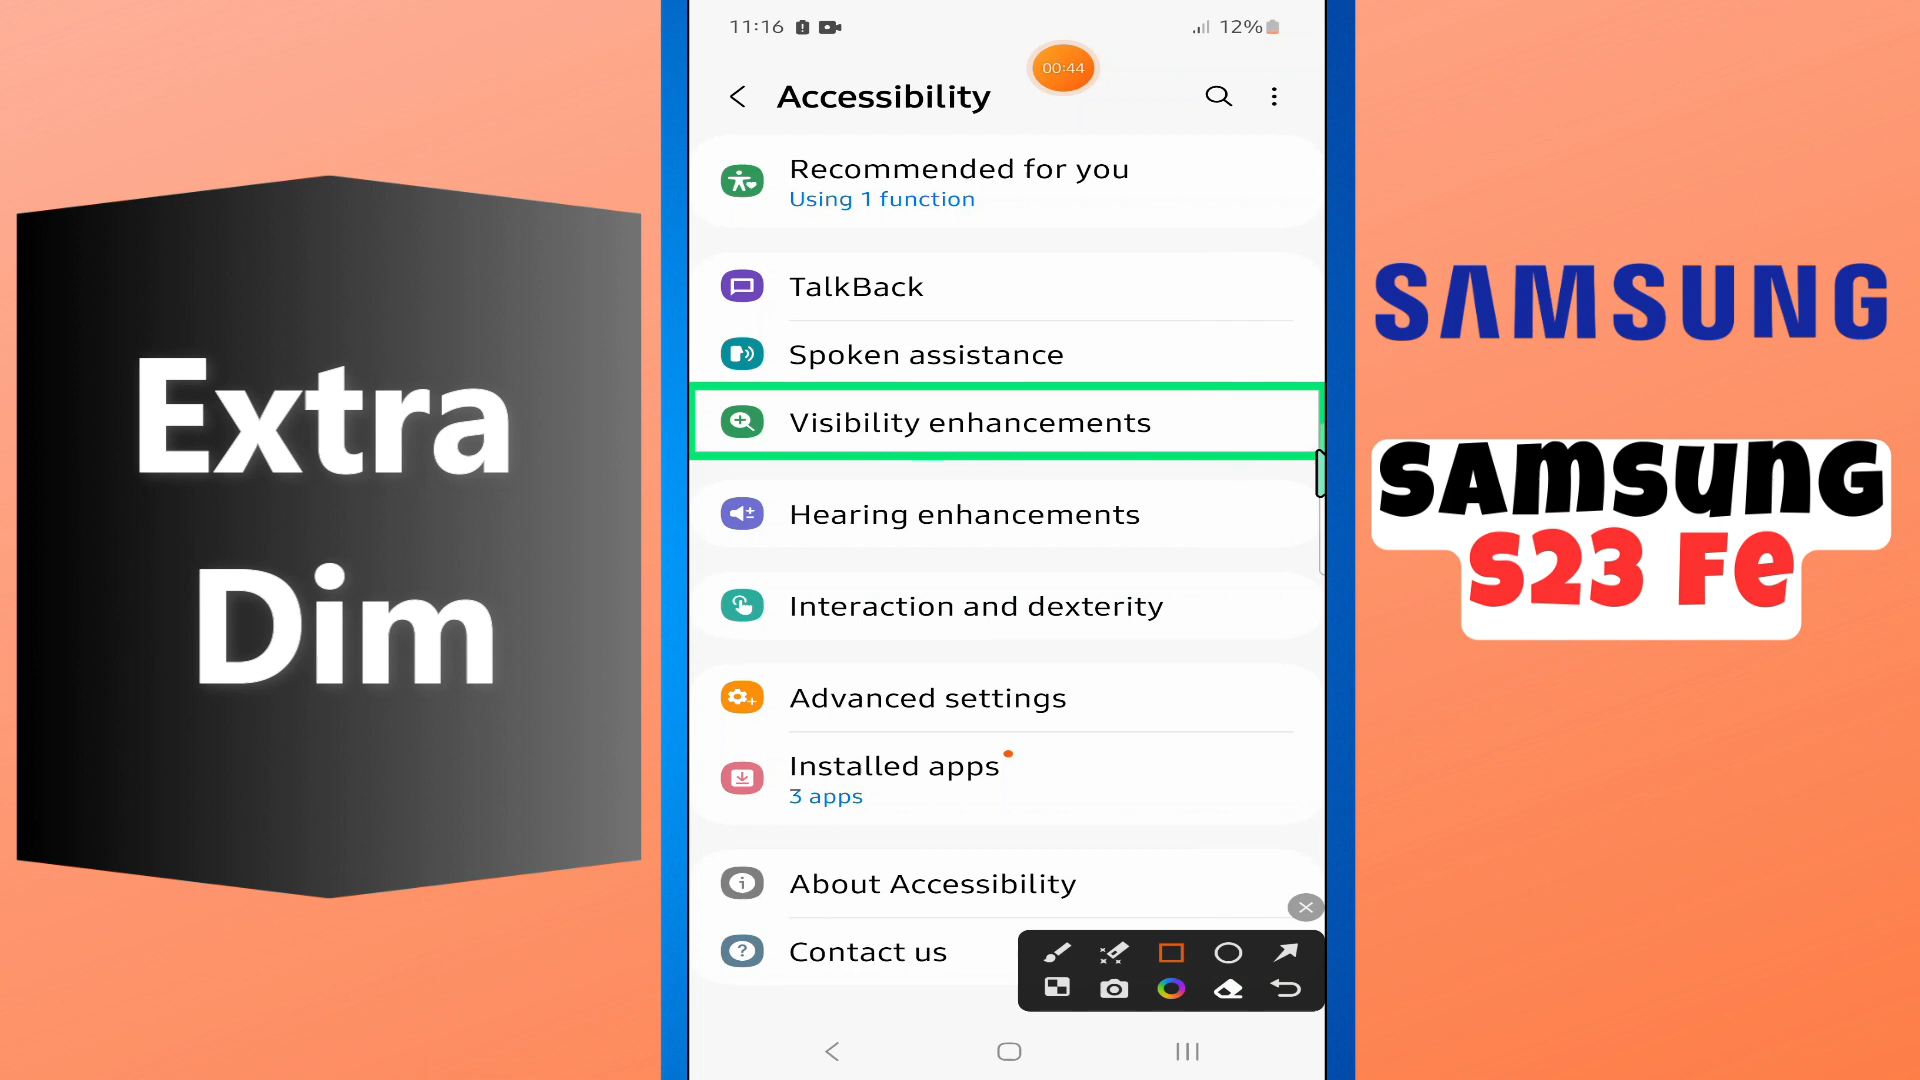 Extra
Dim
11:16
12%
00:44
Accessibility
Recommended for you
Using 1 function
TalkBack
Spoken assistance
Visibility enhancements
Hearing enhancements
Interaction and dexterity
Advanced settings
Installed apps
3 apps
About Accessibility
Contact us
SAMSUNG
SAMSUNG
S23 Fe